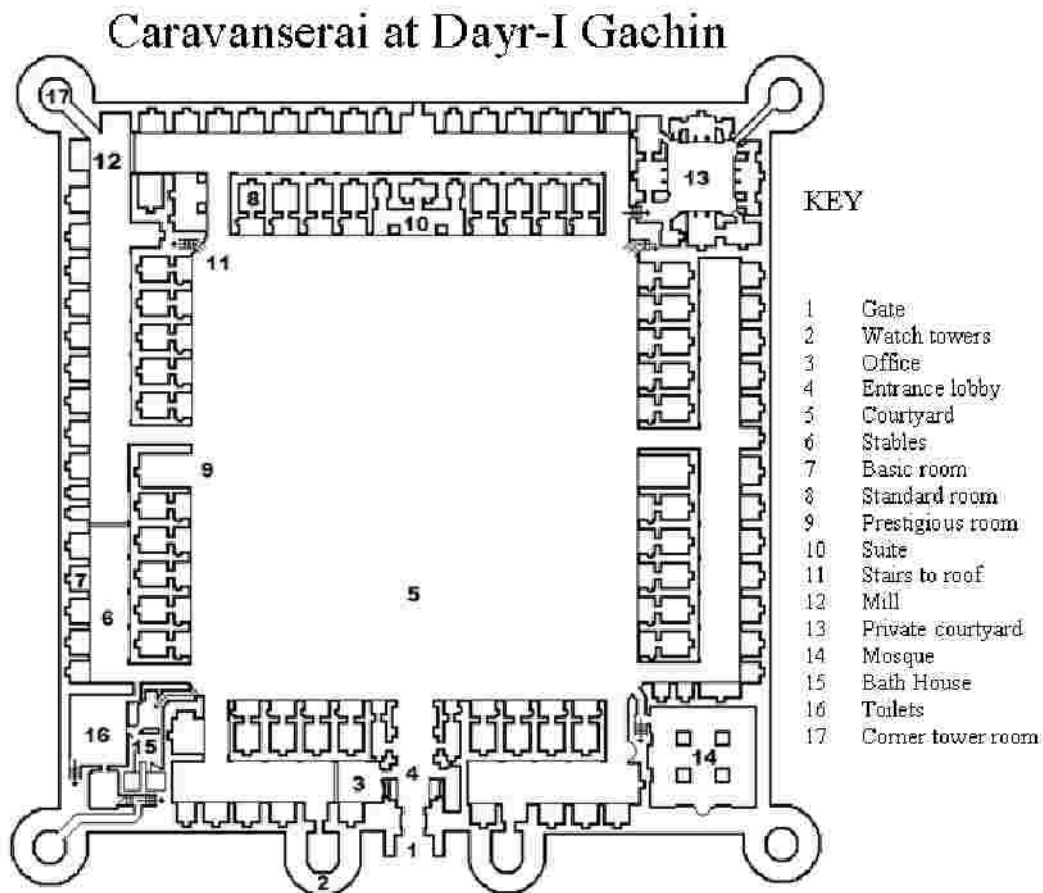 Caravanserai at Dayr-I Gachin
17
12
13
8
10
11
9
5
7
6
16
15
14
3
4
1
2
KEY
1 Gate
2 Watch towers
3 Office
4 Entrance lobby
5 Courtyard
6 Stables
7 Basic room
8 Standard room
9 Prestigious room
10 Suite
11 Stairs to roof
12 Mill
13 Private courtyard
14 Mosque
15 Bath House
16 Toilets
17 Corner tower room